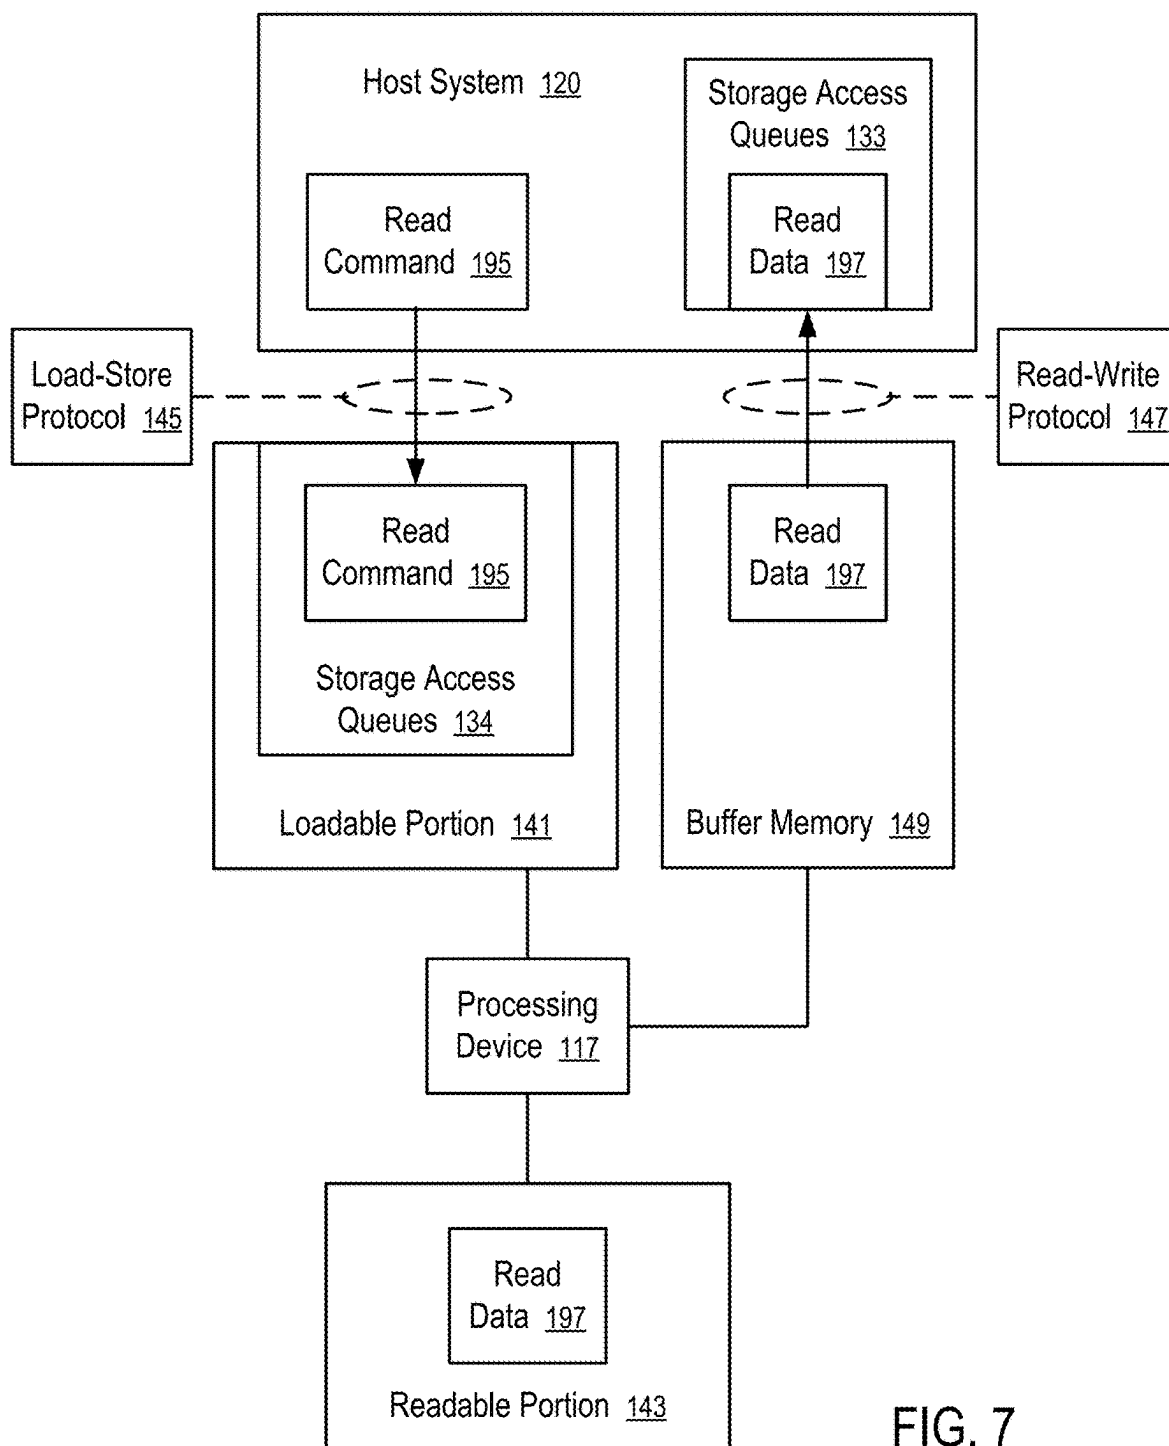 Host System 120
Storage Access
Queues 133
Read
Command 195
Read
Data 197
Load-Store
Protocol 145
Read-Write
Protocol 147
Read
Command 195
Storage Access
Queues 134
Loadable Portion 141
Read
Data 197
Buffer Memory 149
Processing
Device 117
Read
Data 197
Readable Portion 143
FIG. 7